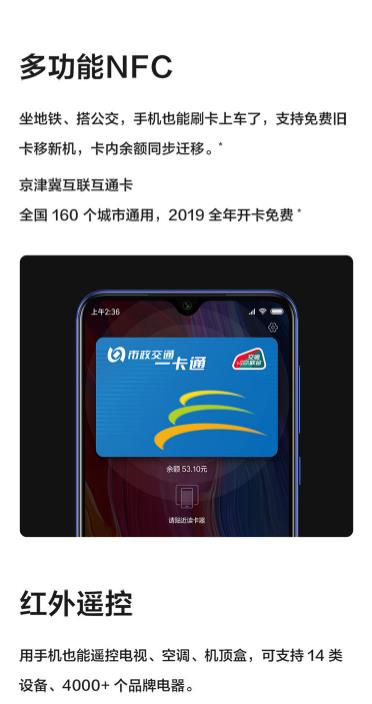 多功能NFC
坐地铁、搭公交，手机也能刷卡上车了，支持免费旧
卡移新机，卡内余额同步迁移。*
京津冀互联互通卡
全国 160 个城市通用，2019 全年开卡免费 *
上午2:36
市政交通
一卡通
交通
联合
余额 53.10元
请贴近读卡器
红外遥控
用手机也能遥控电视、空调、机顶盒，可支持 14 类
设备、4000+ 个品牌电器。